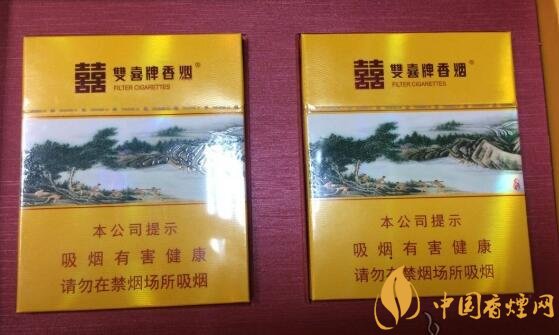 囍 雙喜牌香烟®
FILTER CIGARETTES
本公司提示
吸烟有害健康
请勿在禁烟场所吸烟
囍 雙喜牌香烟®
FILTER CIGARETTES
本公司提示
吸烟有害健康
请勿在禁烟场所吸烟
中国香烟网